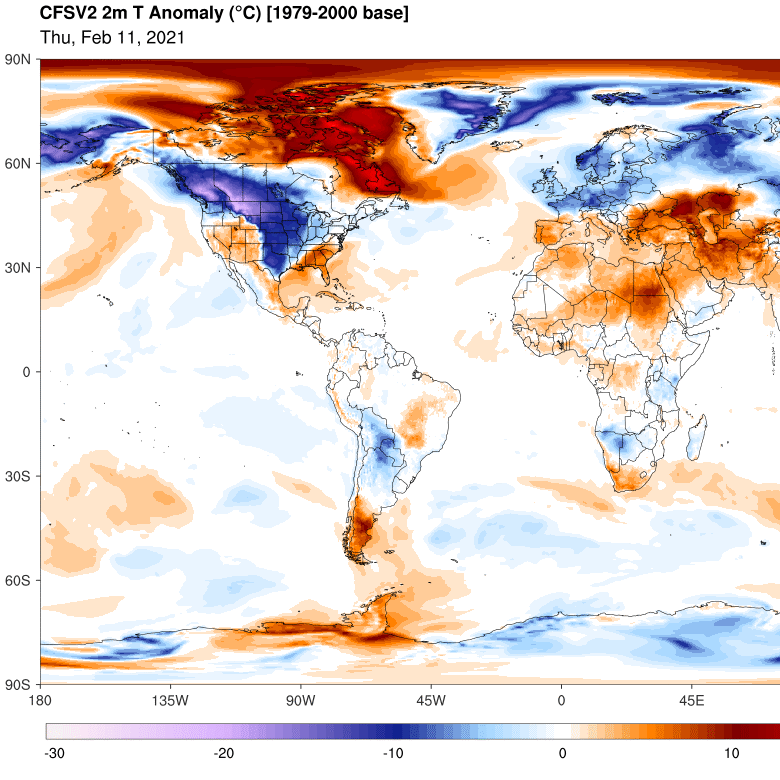 CFSV2 2m T Anomaly (°C) [1979-2000 base]
Thu, Feb 11, 2021
90N
60N
30N
0
30S
60S
90S
180 135W 90W 45W 0 45E
-30 -20 -10 0 10